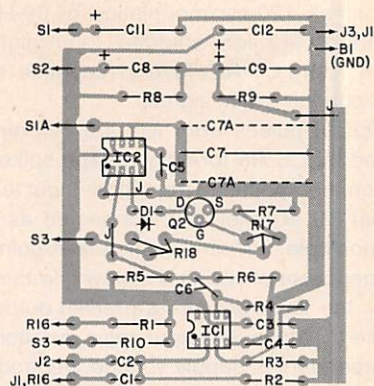 + +
S1 C11 C12 J3,J1
B1
(GND)
+ +
S2 C8 C9
R8 R9 J
S1A C7A
IC2 C5 C7
C7A
J
D1 D S R7
Q2 G R17
S3 J R18
R5 C6 R6
R4
R16 R1 IC1 C3
S3 R10 C4
J2 C2 R3
J1,R16 C1 R2